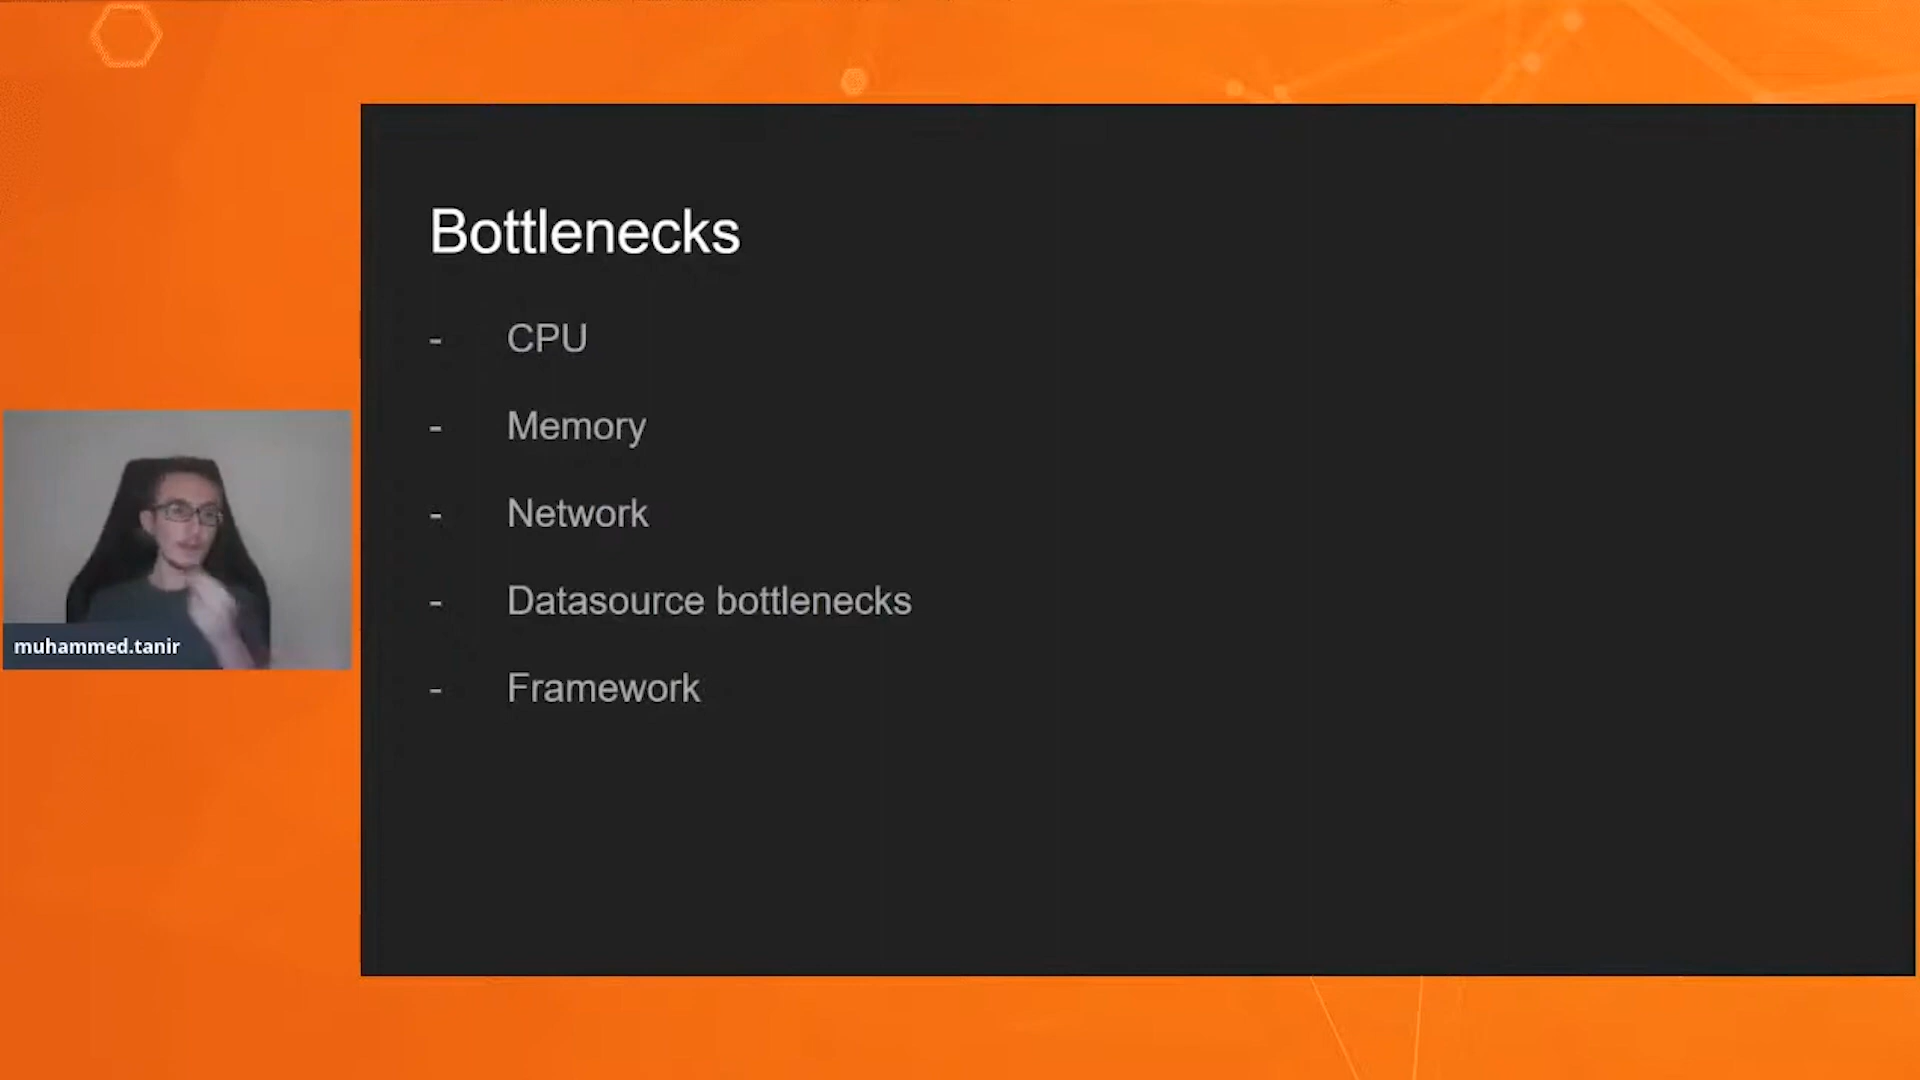 Bottlenecks
- CPU
- Memory
- Network
- Datasource bottlenecks
- Framework
muhammed.tanir